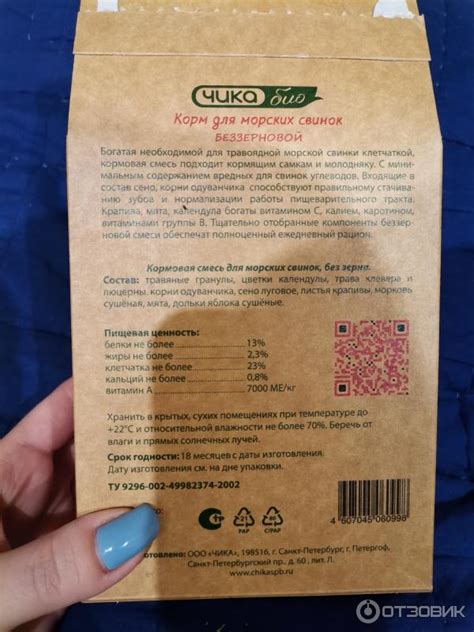 ЧИКА био
Корм для морских свинок
БЕЗЗЕРНОВОЙ
Богатая необходимой для травоядной морской свинки клетчаткой,
кормовая смесь подходит кормящим самкам и молодняку. С ми-
нимальным содержанием вредных для свинок углеводов. Входящие в
состав сено, корни одуванчика способствуют правильному стачива-
нию зубов и нормализации работы пищеварительного тракта.
Крапива, мята, календула богаты витамином С, калием, каротином,
витаминами группы В. Тщательно отобранные компоненты беззер-
новой смеси обеспечат полноценный ежедневный рацион.
Кормовая смесь для морских свинок, без зерна.
Состав: травяные гранулы, цветки календулы, трава клевера и
люцерны, корни одуванчика, сено луговое, листья крапивы, морковь
сушёная, мята, дольки яблока сушёные.
Пищевая ценность:
белки не более 13%
жиры не более 2,3%
клетчатка не более 23%
кальций не более 0,8%
витамин А 7000 МЕ/кг
Хранить в крытых, сухих помещениях при температуре до
+22°С и относительной влажности не более 70%. Беречь от
влаги и прямых солнечных лучей.
Срок годности: 18 месяцев с даты изготовления.
Дату изготовления см. на дне упаковки.
ТУ 9296-002-49982374-2002
21 PAP
C/PAP
4 607045 060998
отовлено: ООО «ЧИКА», 198516, г. Санкт-Петербург, г. Петергоф,
Санкт-Петербургский пр., д. 60, лит. Л.
www.chikaspb.ru
ОТЗОВИК